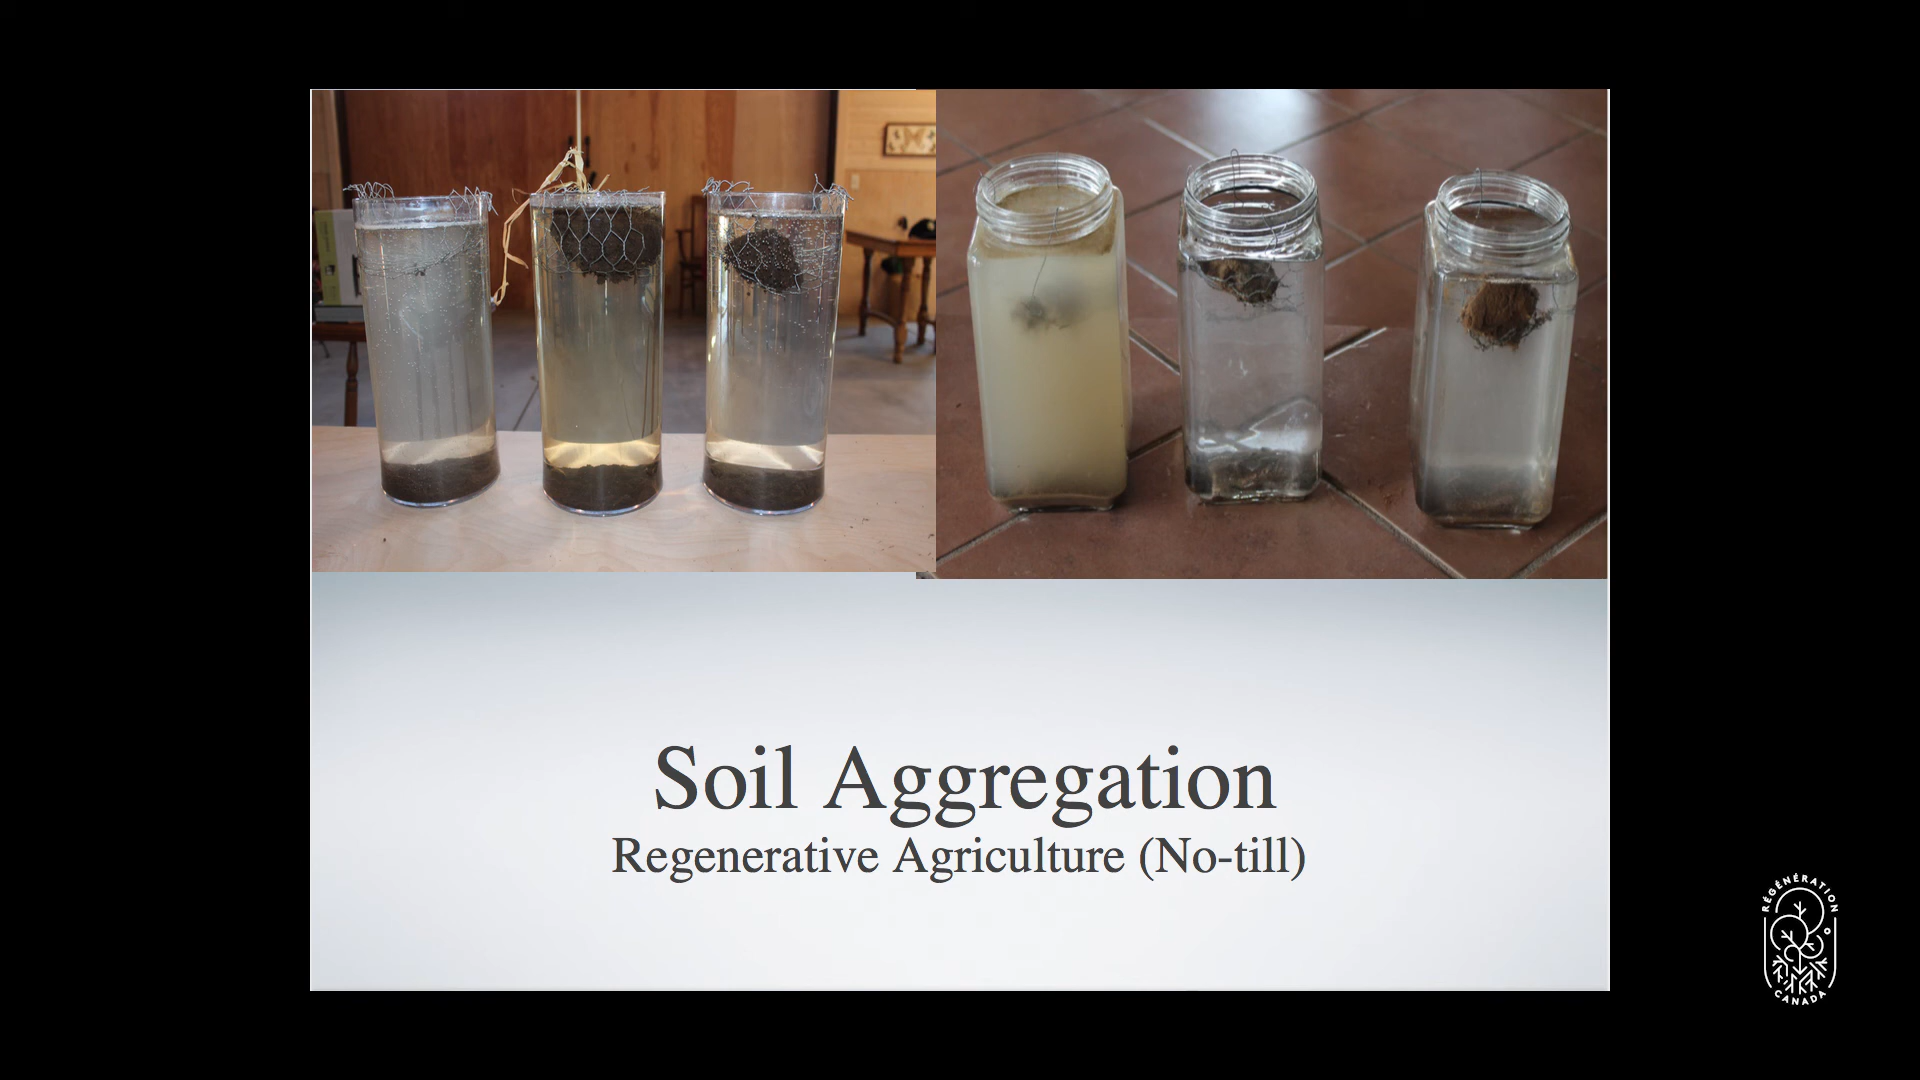 Soil Aggregation
Regenerative Agriculture (No-till)
RÉGÉNÉRATION
CANADA